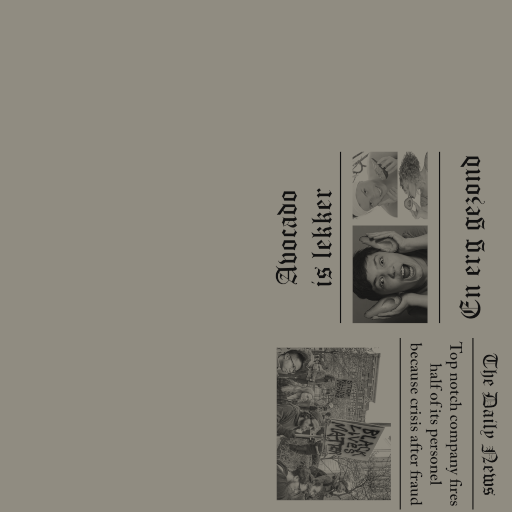 The Daily News
Top notch company fires
half of its personel
because crisis after fraud
BLACK
LIVES
MATTER
Avocado
is lekker
En erg gezond